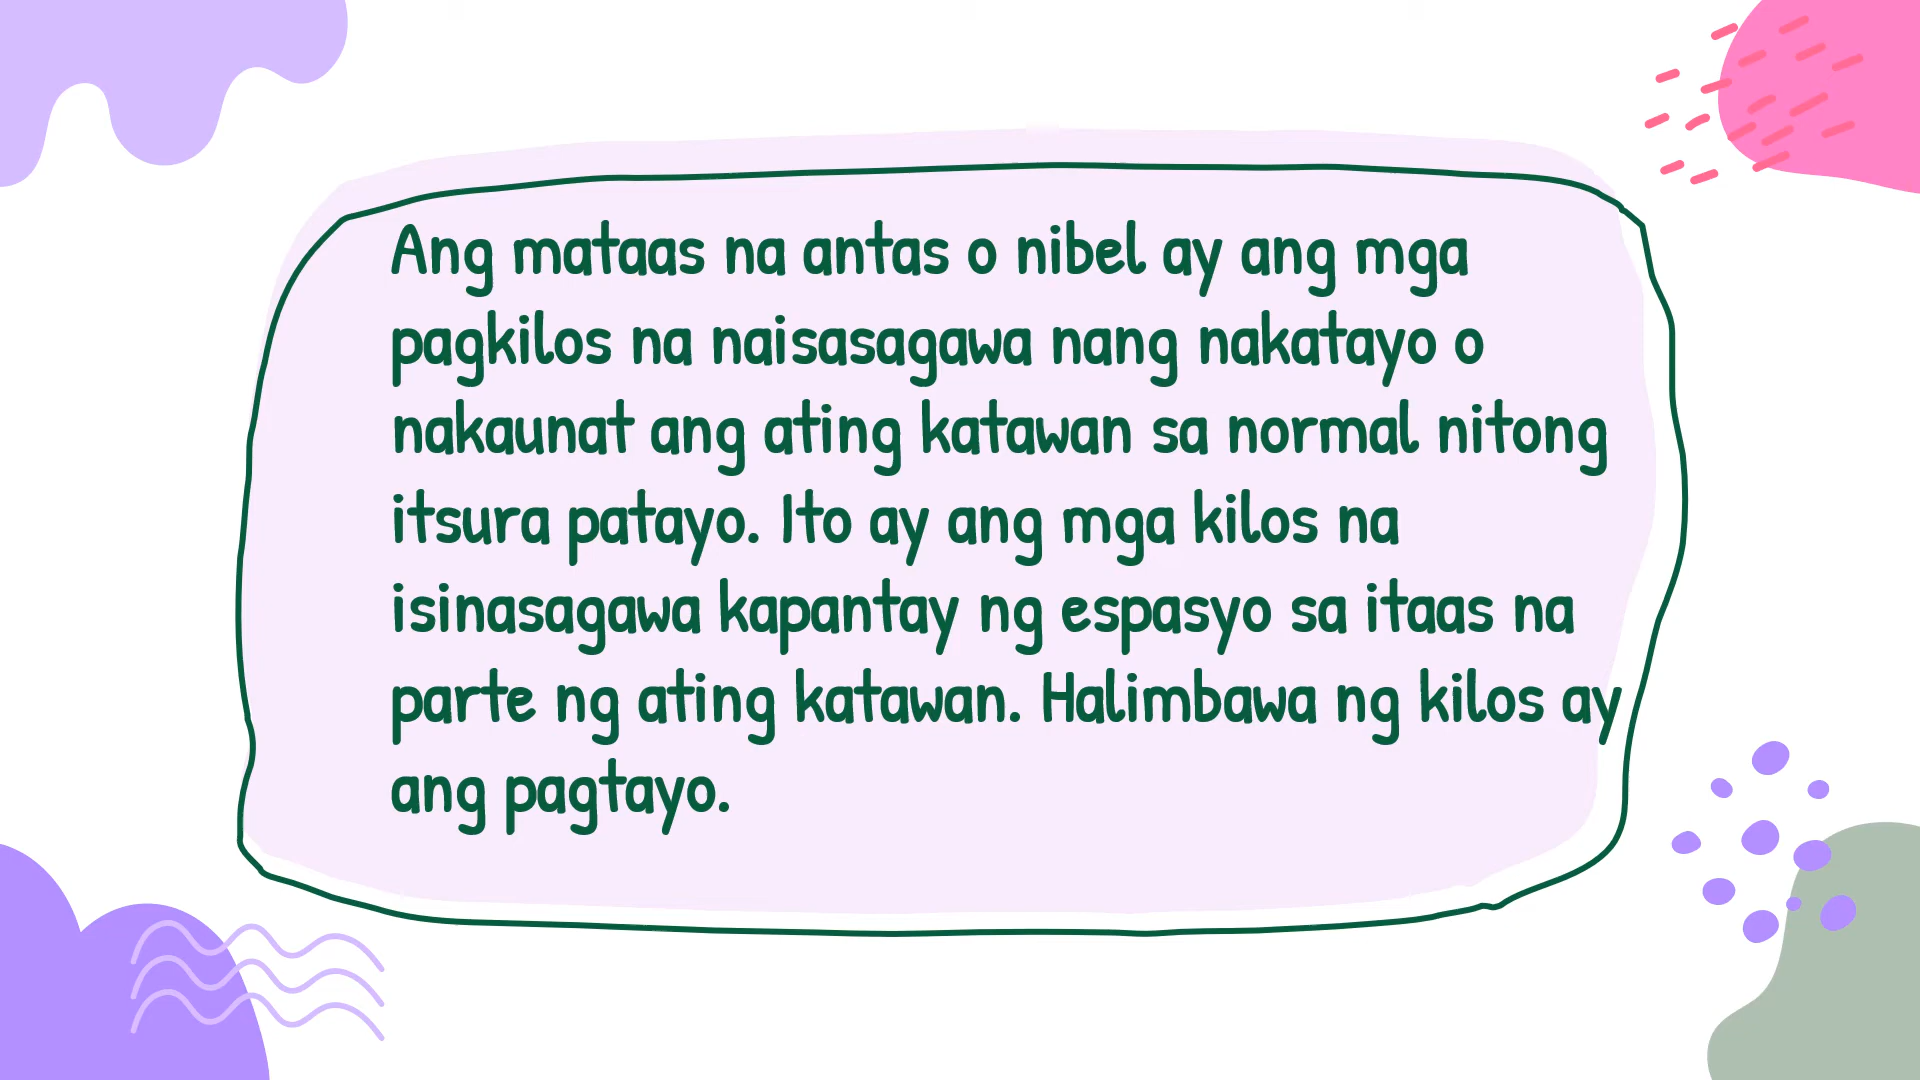 Ang mataas na antas o nibel ay ang mga
pagkilos na naisasagawa nang nakatayo o
nakaunat ang ating katawan sa normal nitong
itsura patayo. Ito ay ang mga kilos na
isinasagawa kapantay ng espasyo sa itaas na
parte ng ating katawan. Halimbawa ng kilos ay
ang pagtayo.